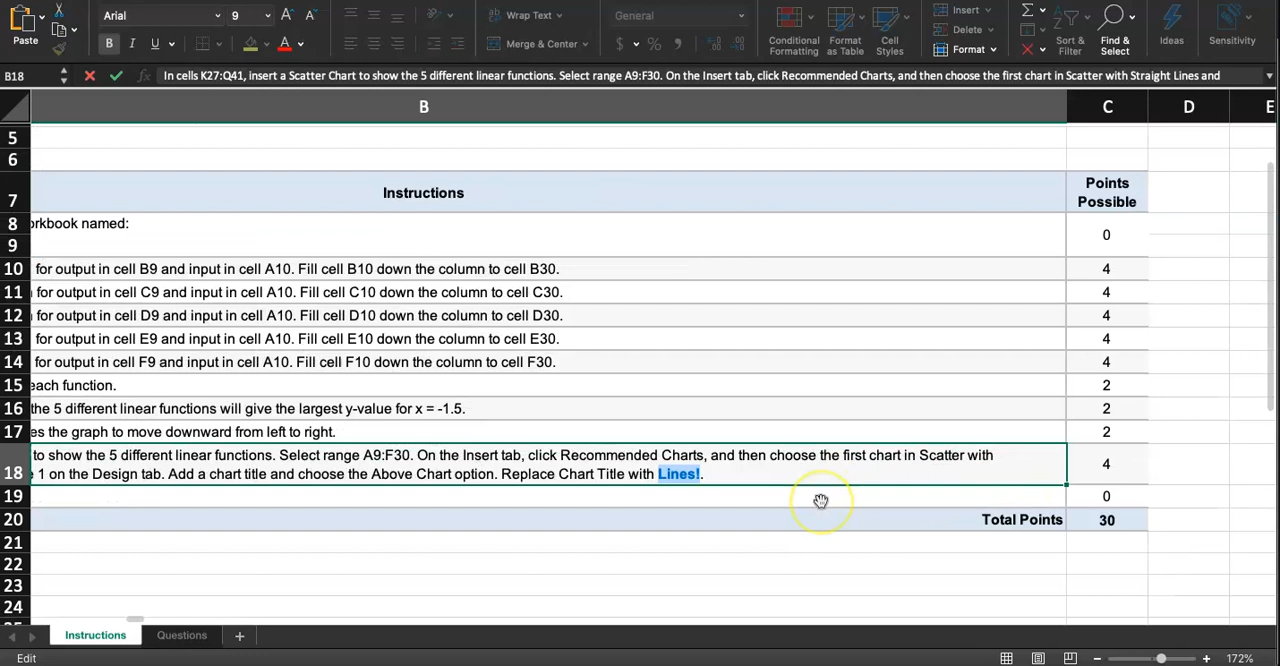 Arial 9 A^ A˅ Wrap Text General Insert
Paste B I U A Merge & Center $ % Conditional Formatting Format as Table Cell Styles Delete Format Sort & Filter Find & Select Ideas Sensitivity
B18 fx In cells K27:Q41, insert a Scatter Chart to show the 5 different linear functions. Select range A9:F30. On the Insert tab, click Recommended Charts, and then choose the first chart in Scatter with Straight Lines and
B C D E
5
6
7 Instructions Points Possible
8 orkbook named:
9 0
10 for output in cell B9 and input in cell A10. Fill cell B10 down the column to cell B30. 4
11 for output in cell C9 and input in cell A10. Fill cell C10 down the column to cell C30. 4
12 for output in cell D9 and input in cell A10. Fill cell D10 down the column to cell D30. 4
13 for output in cell E9 and input in cell A10. Fill cell E10 down the column to cell E30. 4
14 for output in cell F9 and input in cell A10. Fill cell F10 down the column to cell F30. 4
15 each function. 2
16 the 5 different linear functions will give the largest y-value for x = -1.5. 2
17 es the graph to move downward from left to right. 2
to show the 5 different linear functions. Select range A9:F30. On the Insert tab, click Recommended Charts, and then choose the first chart in Scatter with
18 1 on the Design tab. Add a chart title and choose the Above Chart option. Replace Chart Title with Lines!. 4
19 0
20 Total Points 30
21
22
23
24
Instructions Questions +
Edit 172%